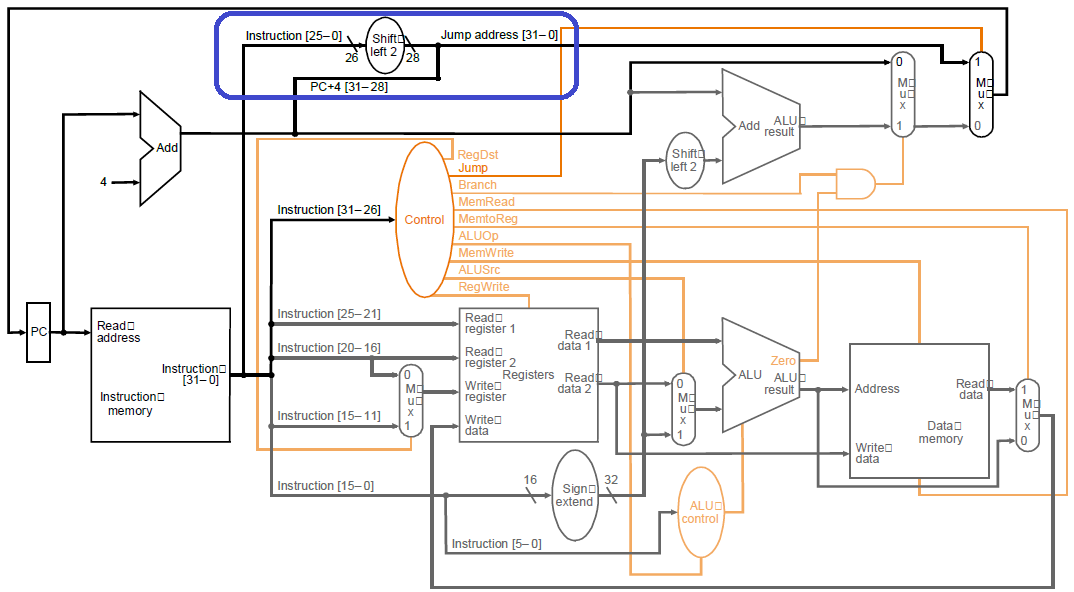 Instruction [25–0]
Shift
left 2
Jump address [31–0]
26
28
PC+4 [31–28]
0
M
u
x
1
1
M
u
x
0
Add
4
Add
ALU
result
Shift
left 2
RegDst
Jump
Branch
MemRead
MemtoReg
ALUOp
MemWrite
ALUSrc
RegWrite
Control
Instruction [31–26]
PC
Read
address
Instruction
[31–0]
Instruction
memory
Instruction [25–21]
Instruction [20–16]
Instruction [15–11]
0
M
u
x
1
Read
register 1
Read
register 2
Write
register
Write
data
Registers
Read
data 1
Read
data 2
0
M
u
x
1
Zero
ALU
ALU
result
Address
Read
data
Data
memory
Write
data
1
M
u
x
0
Instruction [15–0]
16
Sign
extend
32
ALU
control
Instruction [5–0]